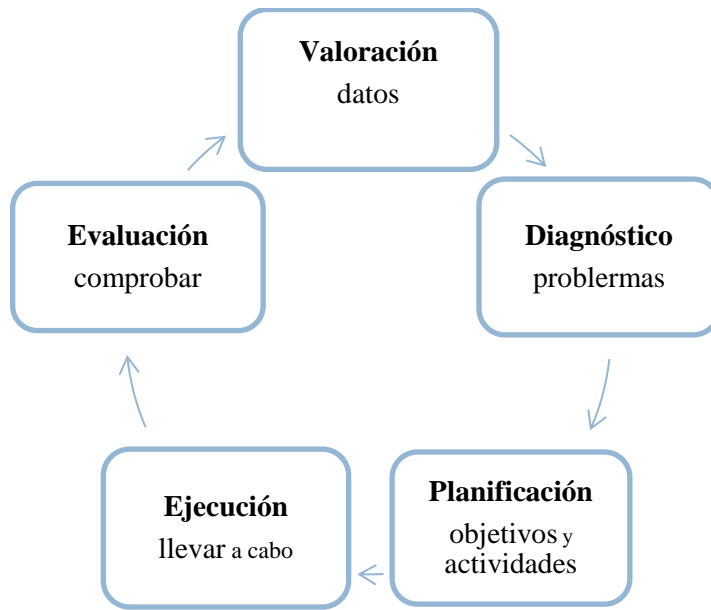 Valoración
datos
Diagnóstico
problermas
Planificación
objetivos y
actividades
Ejecución
llevar a cabo
Evaluación
comprobar